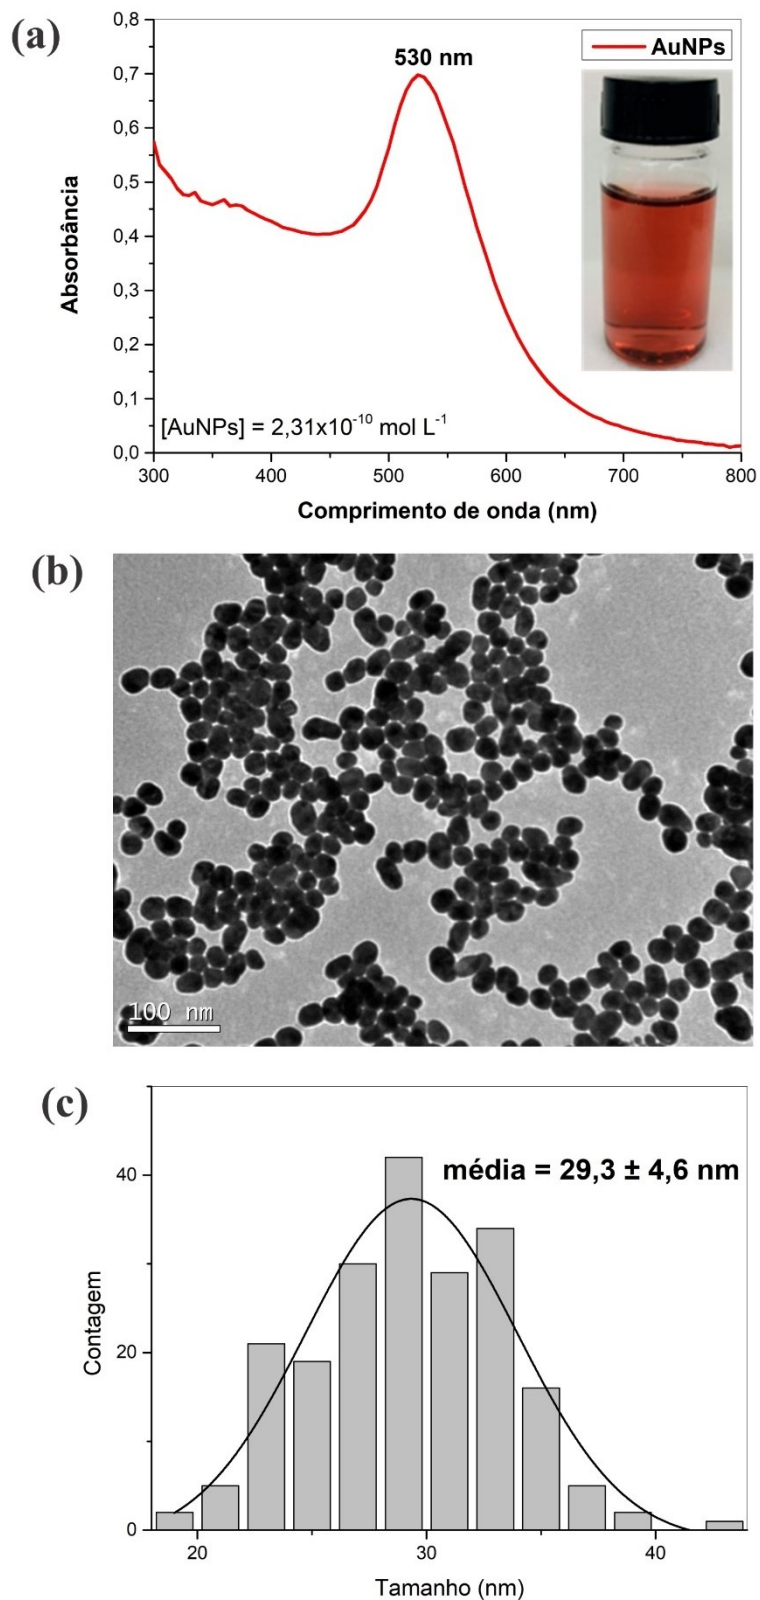 (a)
0,8
0,7
0,6
0,5
0,4
0,3
0,2
0,1
0,0
Absorbância
530 nm
AuNPs
[AuNPs] = 2,31x10⁻¹⁰ mol L⁻¹
300 400 500 600 700 800
Comprimento de onda (nm)
(b)
100 nm
(c)
média = 29,3 ± 4,6 nm
40
20
0
Contagem
20 30 40
Tamanho (nm)